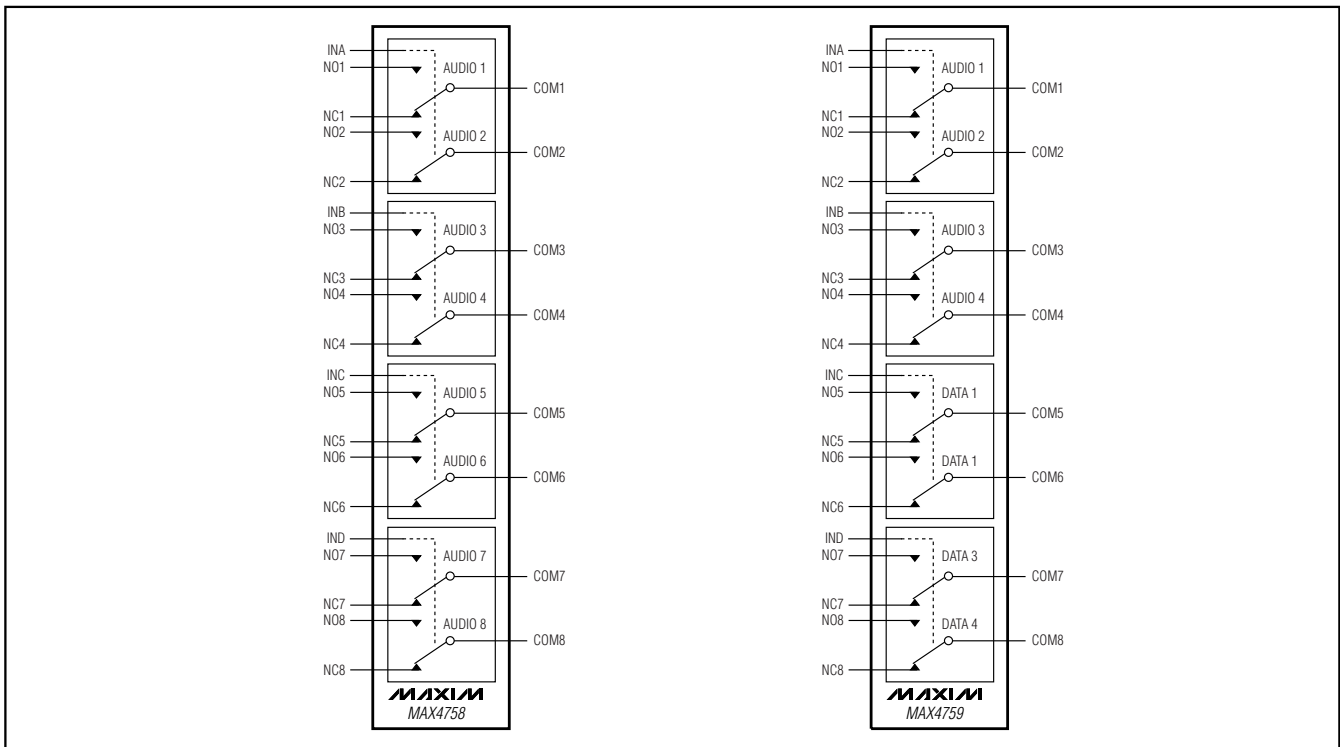 INA
NO1
AUDIO 1
COM1
NC1
NO2
AUDIO 2
COM2
NC2
INB
NO3
AUDIO 3
COM3
NC3
NO4
AUDIO 4
COM4
NC4
INC
NO5
AUDIO 5
COM5
NC5
NO6
AUDIO 6
COM6
NC6
IND
NO7
AUDIO 7
COM7
NC7
NO8
AUDIO 8
COM8
NC8
MAXIM
MAX4758
INA
NO1
AUDIO 1
COM1
NC1
NO2
AUDIO 2
COM2
NC2
INB
NO3
AUDIO 3
COM3
NC3
NO4
AUDIO 4
COM4
NC4
INC
NO5
DATA 1
COM5
NC5
NO6
DATA 1
COM6
NC6
IND
NO7
DATA 3
COM7
NC7
NO8
DATA 4
COM8
NC8
MAXIM
MAX4759